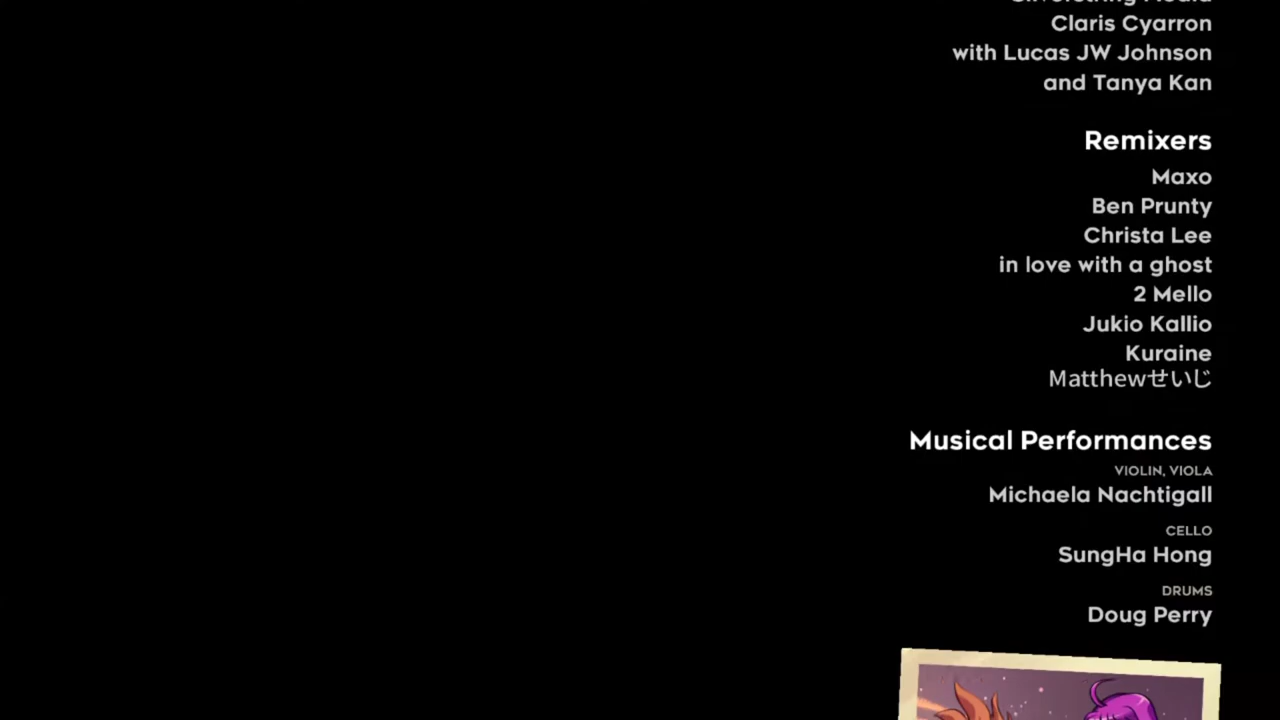 Claris Cyarron
with Lucas JW Johnson
and Tanya Kan
Remixers
Maxo
Ben Prunty
Christa Lee
in love with a ghost
2 Mello
Jukio Kallio
Kuraine
Matthewせいじ
Musical Performances
VIOLIN, VIOLA
Michaela Nachtigall
CELLO
SungHa Hong
DRUMS
Doug Perry